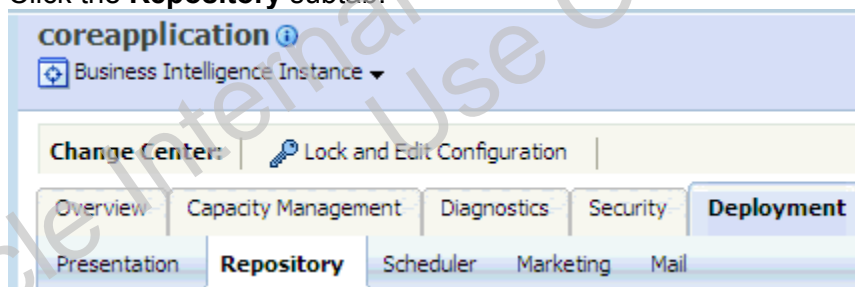 Click the Repository subtab.
coreapplication
Business Intelligence Instance
Change Center: Lock and Edit Configuration
Overview Capacity Management Diagnostics Security Deployment
Presentation Repository Scheduler Marketing Mail